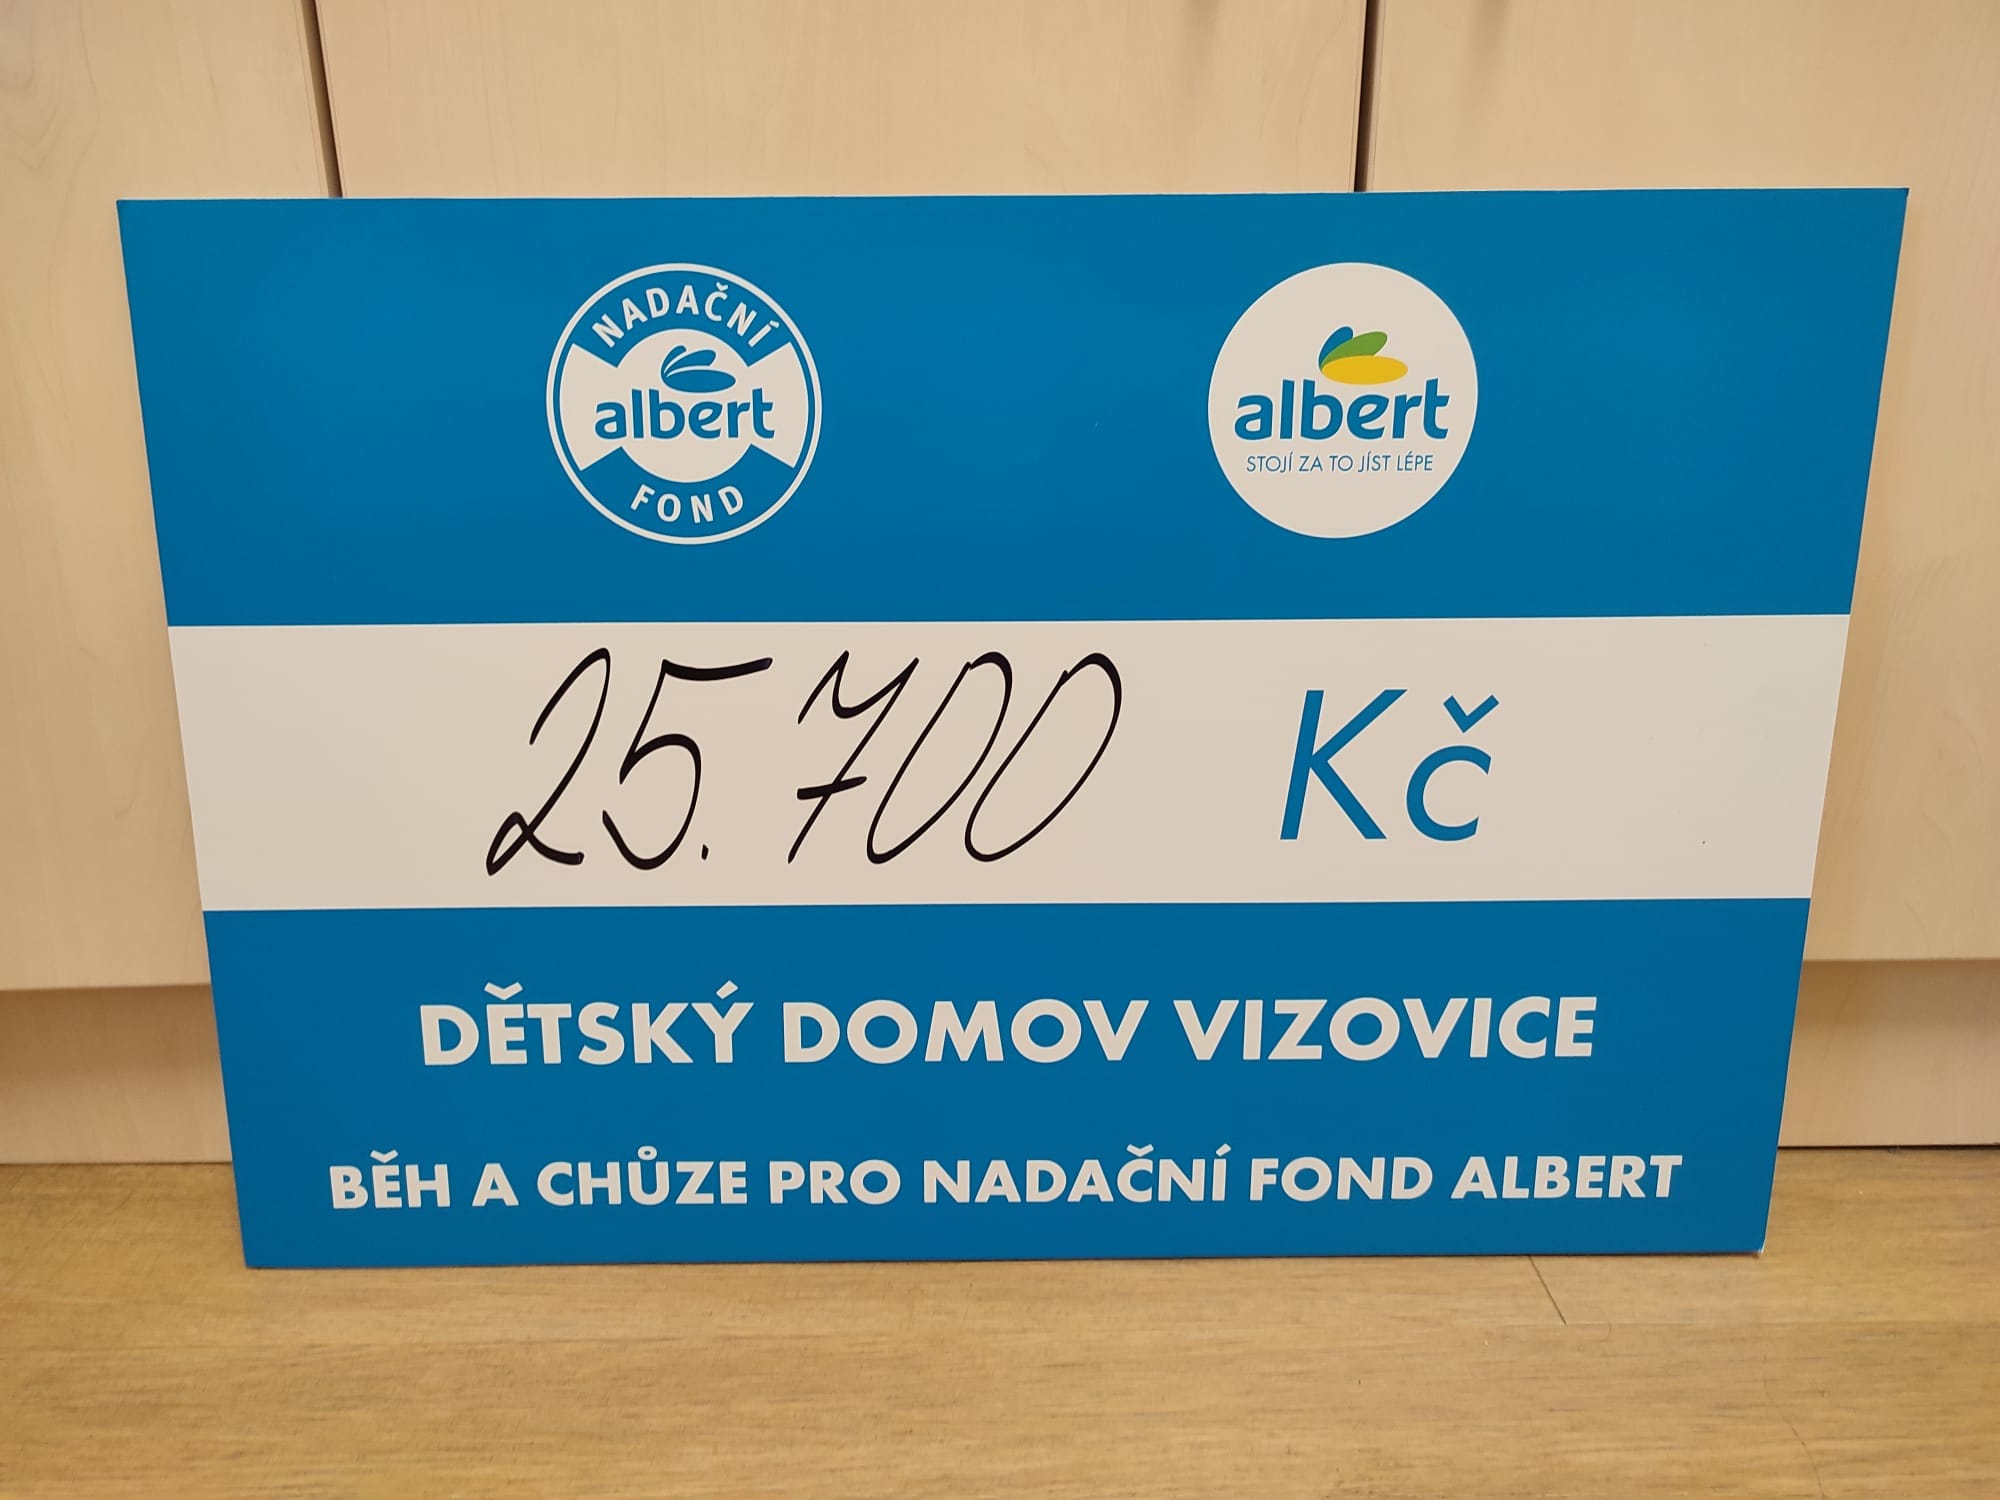 NADAČNÍ
albert
FOND
albert
STOJÍ ZA TO JÍST LÉPE
25.700 Kč
DĚTSKÝ DOMOV VIZOVICE
BĚH A CHŮZE PRO NADAČNÍ FOND ALBERT